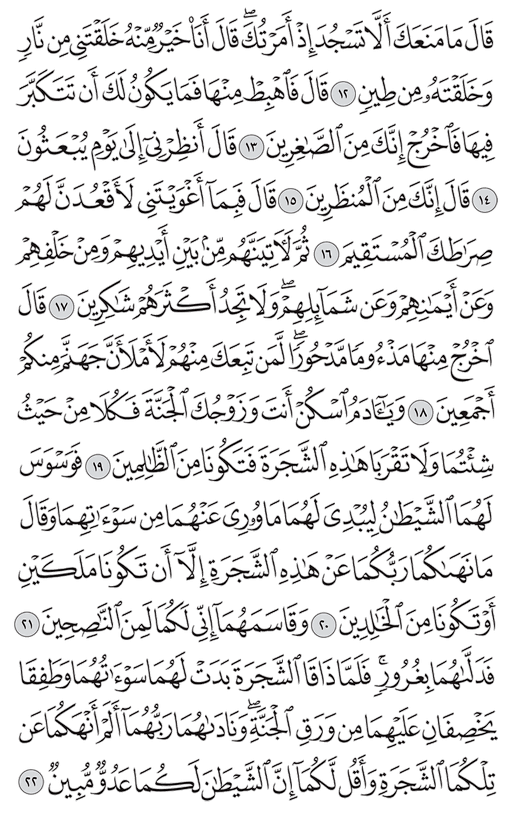 قَالَ مَا مَنَعَكَ أَلَّا تَسْجُدَ إِذْ أَمَرْتُكَۖ قَالَ أَنَا۠ خَيْرٌ مِّنْهُ خَلَقْتَنِي مِن نَّارٍ
وَخَلَقْتَهُۥ مِن طِينٍ ١٢ قَالَ فَٱهْبِطْ مِنْهَا فَمَا يَكُونُ لَكَ أَن تَتَكَبَّرَ
فِيهَا فَٱخْرُجْ إِنَّكَ مِنَ ٱلصَّٰغِرِينَ ١٣ قَالَ أَنظِرْنِيٓ إِلَىٰ يَوْمِ يُبْعَثُونَ
١٤ قَالَ إِنَّكَ مِنَ ٱلْمُنظَرِينَ ١٥ قَالَ فَبِمَآ أَغْوَيْتَنِي لَأَقْعُدَنَّ لَهُمْ
صِرَٰطَكَ ٱلْمُسْتَقِيمَ ١٦ ثُمَّ لَأٓتِيَنَّهُم مِّنۢ بَيْنِ أَيْدِيهِمْ وَمِنْ خَلْفِهِمْ
وَعَنْ أَيْمَٰنِهِمْ وَعَن شَمَآئِلِهِمْۖ وَلَا تَجِدُ أَكْثَرَهُمْ شَٰكِرِينَ ١٧ قَالَ
ٱخْرُجْ مِنْهَا مَذْءُومًا مَّدْحُورًاۖ لَّمَن تَبِعَكَ مِنْهُمْ لَأَمْلَأَنَّ جَهَنَّمَ مِنكُمْ
أَجْمَعِينَ ١٨ وَيَٰٓـَٔادَمُ ٱسْكُنْ أَنتَ وَزَوْجُكَ ٱلْجَنَّةَ فَكُلَا مِنْ حَيْثُ
شِئْتُمَا وَلَا تَقْرَبَا هَٰذِهِ ٱلشَّجَرَةَ فَتَكُونَا مِنَ ٱلظَّٰلِمِينَ ١٩ فَوَسْوَسَ
لَهُمَا ٱلشَّيْطَٰنُ لِيُبْدِيَ لَهُمَا مَا وُۥرِيَ عَنْهُمَا مِن سَوْءَٰتِهِمَا وَقَالَ
مَا نَهَىٰكُمَا رَبُّكُمَا عَنْ هَٰذِهِ ٱلشَّجَرَةِ إِلَّآ أَن تَكُونَا مَلَكَيْنِ
أَوْ تَكُونَا مِنَ ٱلْخَٰلِدِينَ ٢٠ وَقَاسَمَهُمَآ إِنِّي لَكُمَا لَمِنَ ٱلنَّٰصِحِينَ ٢١
فَدَلَّىٰهُمَا بِغُرُورٍۚ فَلَمَّا ذَاقَا ٱلشَّجَرَةَ بَدَتْ لَهُمَا سَوْءَٰتُهُمَا وَطَفِقَا
يَخْصِفَانِ عَلَيْهِمَا مِن وَرَقِ ٱلْجَنَّةِۖ وَنَادَىٰهُمَا رَبُّهُمَآ أَلَمْ أَنْهَكُمَا عَن
تِلْكُمَا ٱلشَّجَرَةِ وَأَقُل لَّكُمَآ إِنَّ ٱلشَّيْطَٰنَ لَكُمَا عَدُوٌّ مُّبِينٌ ٢٢